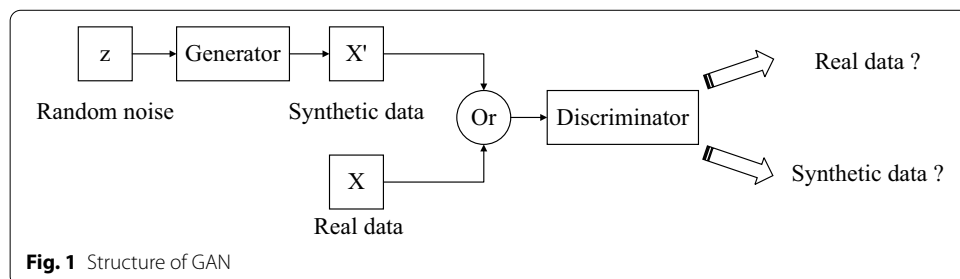 z
Generator
X'
Random noise
Synthetic data
Or
Discriminator
Real data ?
Synthetic data ?
X
Real data
Fig. 1 Structure of GAN